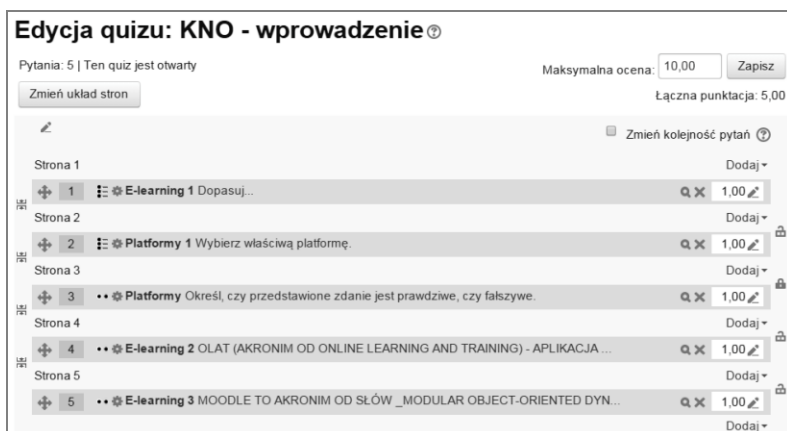 Edycja quizu: KNO - wprowadzenie
Pytania: 5 | Ten quiz jest otwarty
Maksymalna ocena: 10,00 Zapisz
Zmień układ stron
Łączna punktacja: 5,00
Zmień kolejność pytań
Strona 1 Dodaj
1 E-learning 1 Dopasuj... 1,00
Strona 2 Dodaj
2 Platformy 1 Wybierz właściwą platformę. 1,00
Strona 3 Dodaj
3 Platformy Określ, czy przedstawione zdanie jest prawdziwe, czy fałszywe. 1,00
Strona 4 Dodaj
4 E-learning 2 OLAT (AKRONIM OD ONLINE LEARNING AND TRAINING) - APLIKACJA ... 1,00
Strona 5 Dodaj
5 E-learning 3 MOODLE TO AKRONIM OD SŁÓW _MODULAR OBJECT-ORIENTED DYN... 1,00
Dodaj